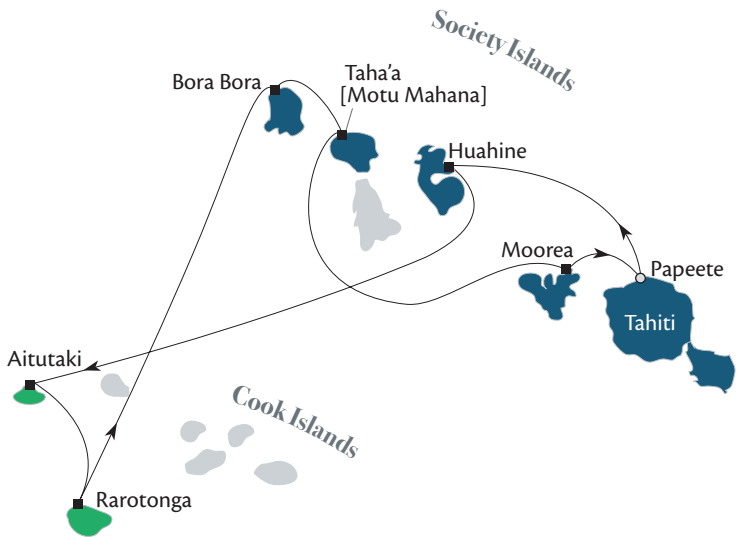 Society Islands
Taha’a
[Motu Mahana]
Bora Bora
Huahine
Moorea
Papeete
Tahiti
Aitutaki
Cook Islands
Rarotonga